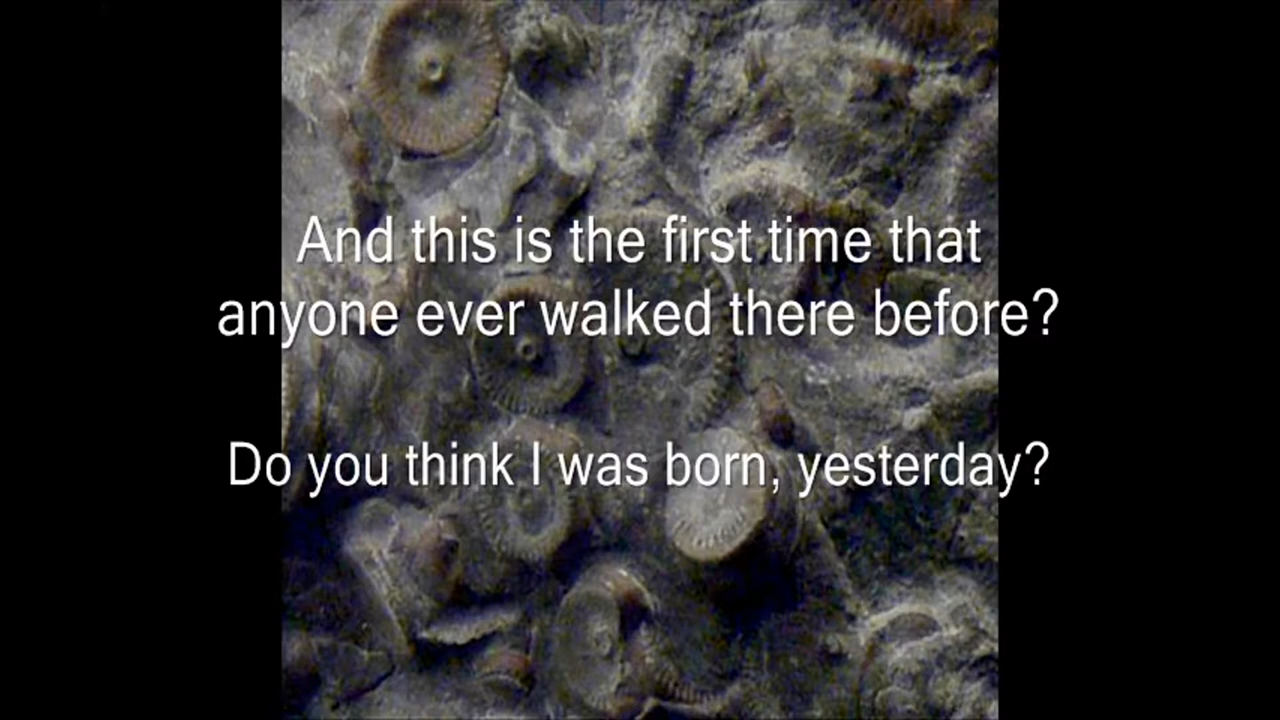 And this is the first time that
anyone ever walked there before?
Do you think I was born, yesterday?